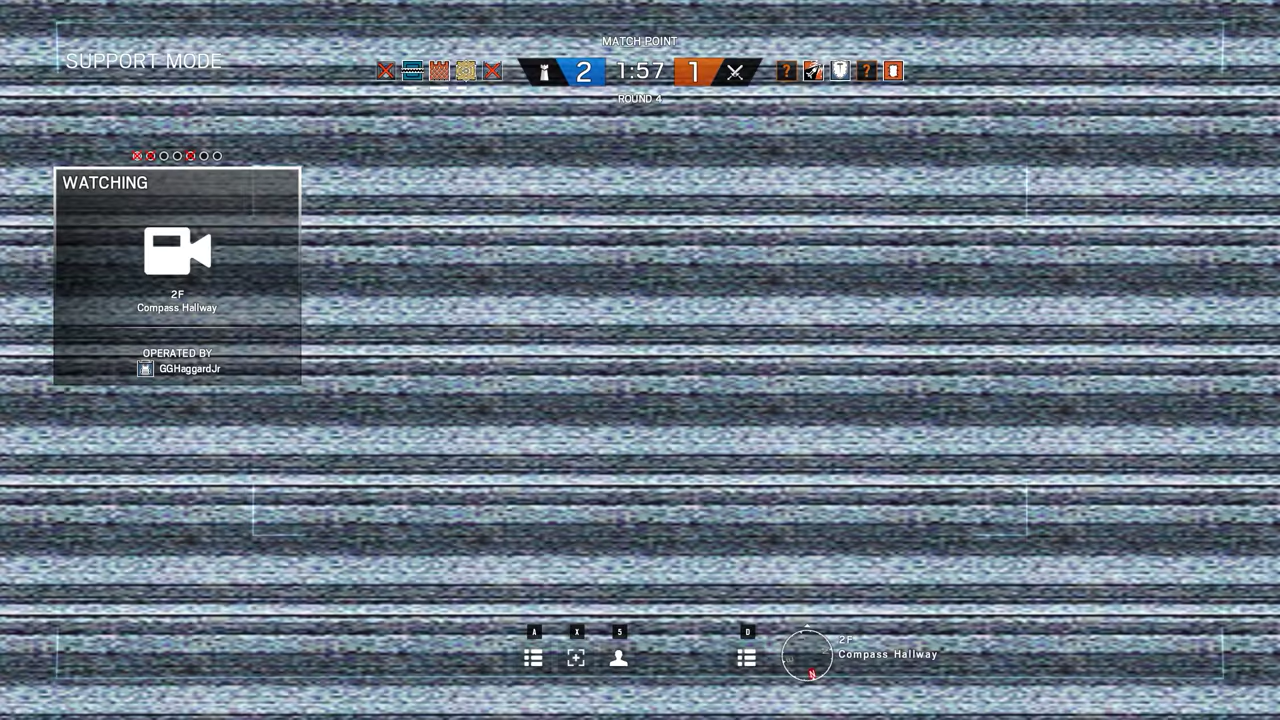 MATCH POINT
SUPPORT MODE
? ?
2 1:57 1
ROUND 4
WATCHING
2F
Compass Hallway
OPERATED BY
GGHaggardJr
A X 5 D
2F
Compass Hallway
N